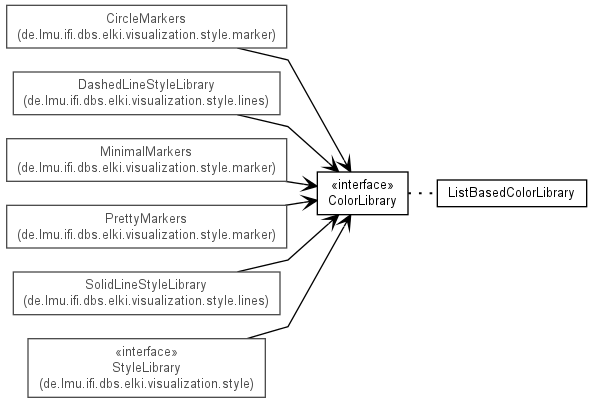 CircleMarkers
(de.lmu.ifi.dbs.elki.visualization.style.marker)
DashedLineStyleLibrary
(de.lmu.ifi.dbs.elki.visualization.style.lines)
MinimalMarkers
(de.lmu.ifi.dbs.elki.visualization.style.marker)
PrettyMarkers
(de.lmu.ifi.dbs.elki.visualization.style.marker)
SolidLineStyleLibrary
(de.lmu.ifi.dbs.elki.visualization.style.lines)
«interface»
StyleLibrary
(de.lmu.ifi.dbs.elki.visualization.style)
«interface»
ColorLibrary
ListBasedColorLibrary